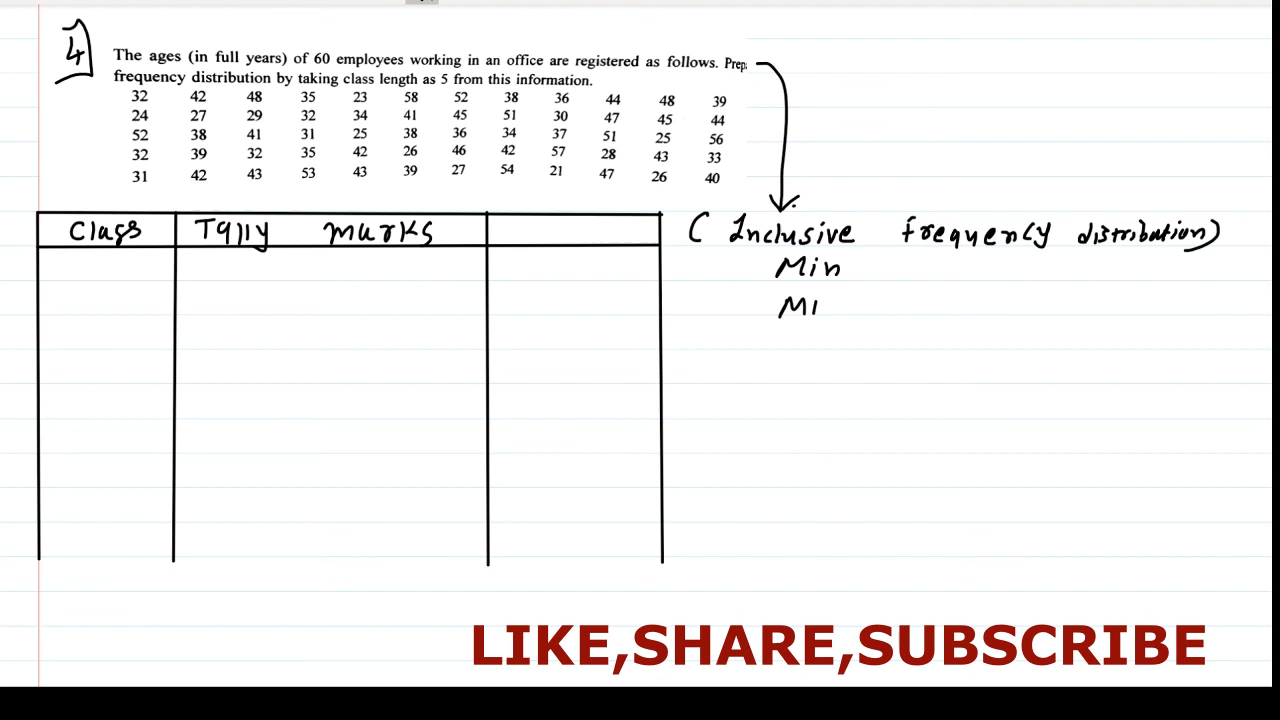 4
The ages (in full years) of 60 employees working in an office are registered as follows. Prep
frequency distribution by taking class length as 5 from this information.
32 42 48 35 23 58 52 38 36 44 48 39
24 27 29 32 34 41 45 51 30 47 45 44
52 38 41 31 25 38 36 34 37 51 25 56
32 39 32 35 42 26 46 42 57 28 43 33
31 42 43 53 43 39 27 54 21 47 26 40
Class Tally marks
( Inclusive frequency distribution)
Min
MI
LIKE,SHARE,SUBSCRIBE